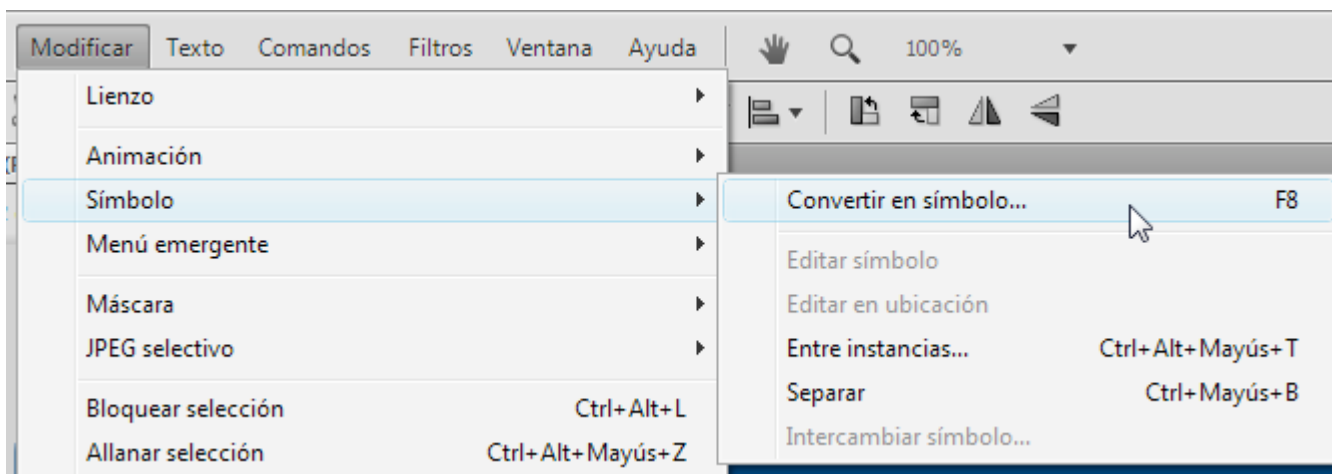 Modificar Texto Comandos Filtros Ventana Ayuda 100%
Lienzo
Animación
Símbolo
Menú emergente
Máscara
JPEG selectivo
Bloquear selección Ctrl+Alt+L
Allanar selección Ctrl+Alt+Mayús+Z
Convertir en símbolo... F8
Editar símbolo
Editar en ubicación
Entre instancias... Ctrl+Alt+Mayús+T
Separar Ctrl+Mayús+B
Intercambiar símbolo...